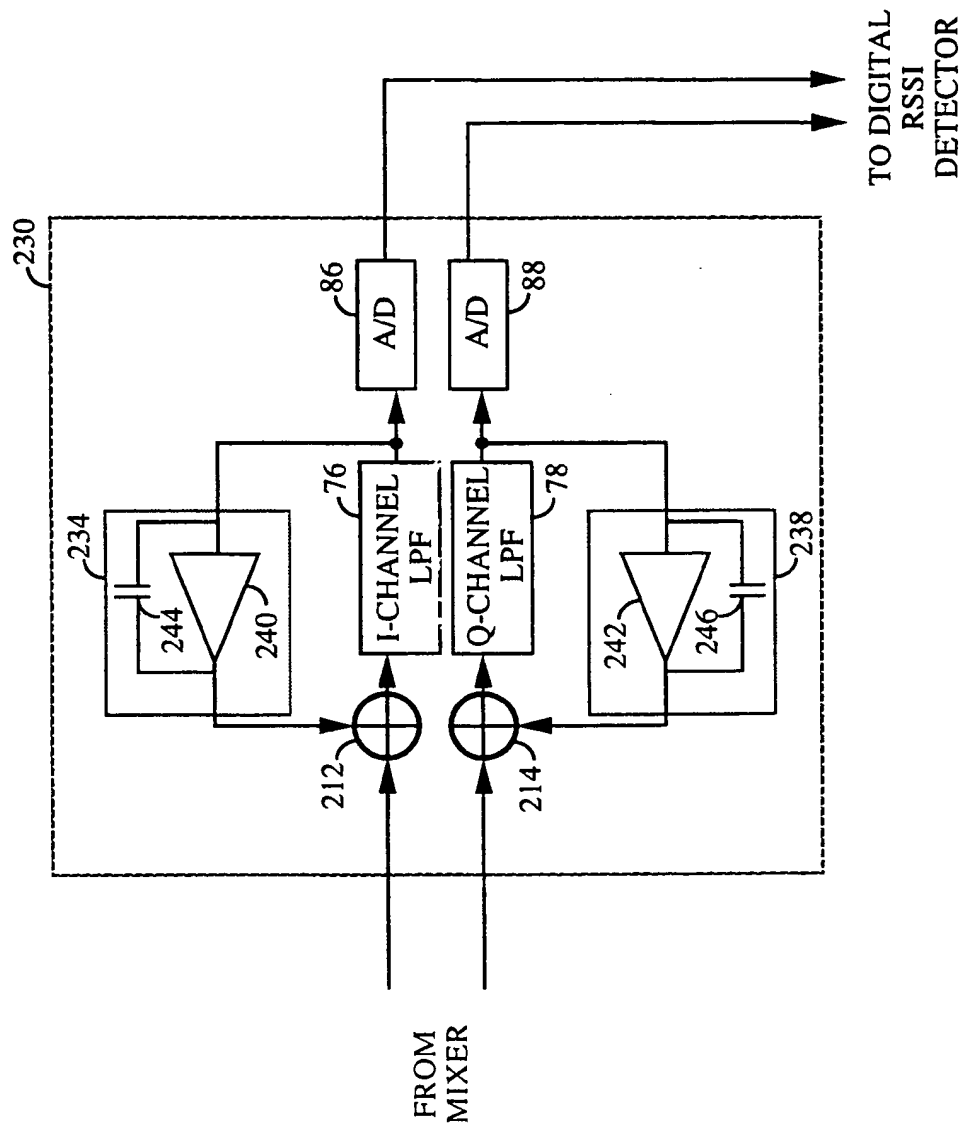 230
234
244
240
76
I-CHANNEL
LPF
86
A/D
212
FROM
MIXER
214
Q-CHANNEL
LPF
78
A/D
88
242
246
238
TO DIGITAL
RSSI
DETECTOR